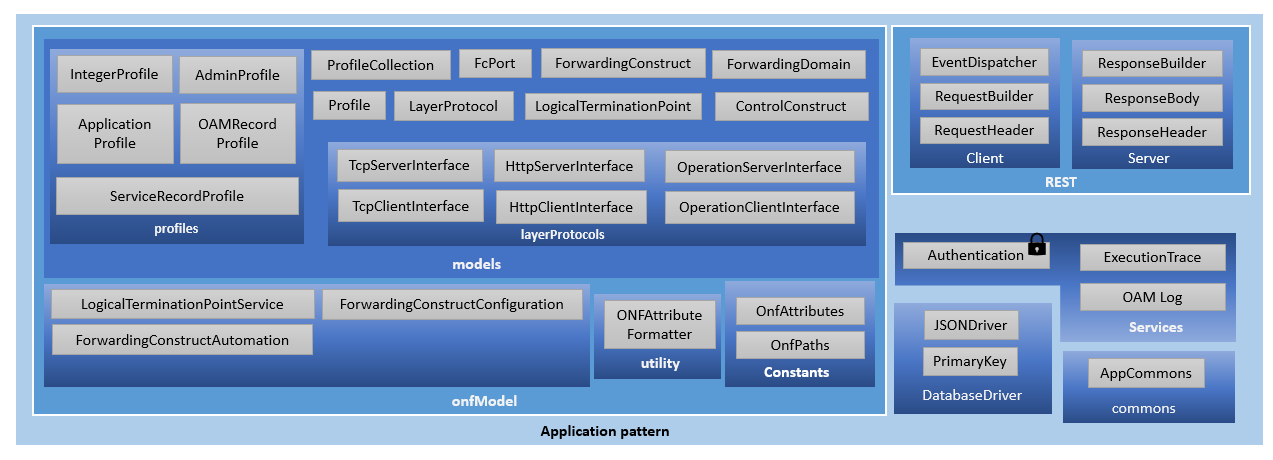 IntegerProfile
AdminProfile
Application
Profile
OAMRecord
Profile
ServiceRecordProfile
profiles
ProfileCollection
FcPort
ForwardingConstruct
ForwardingDomain
Profile
LayerProtocol
LogicalTerminationPoint
ControlConstruct
TcpServerInterface
HttpServerInterface
OperationServerInterface
TcpClientInterface
HttpClientInterface
OperationClientInterface
layerProtocols
models
LogicalTerminationPointService
ForwardingConstructConfiguration
ForwardingConstructAutomation
ONFAttribute
Formatter
utility
OnfAttributes
OnfPaths
Constants
onfModel
EventDispatcher
RequestBuilder
RequestHeader
Client
ResponseBuilder
ResponseBody
ResponseHeader
Server
REST
Authentication
ExecutionTrace
OAM Log
Services
JSONDriver
PrimaryKey
DatabaseDriver
AppCommons
commons
Application pattern